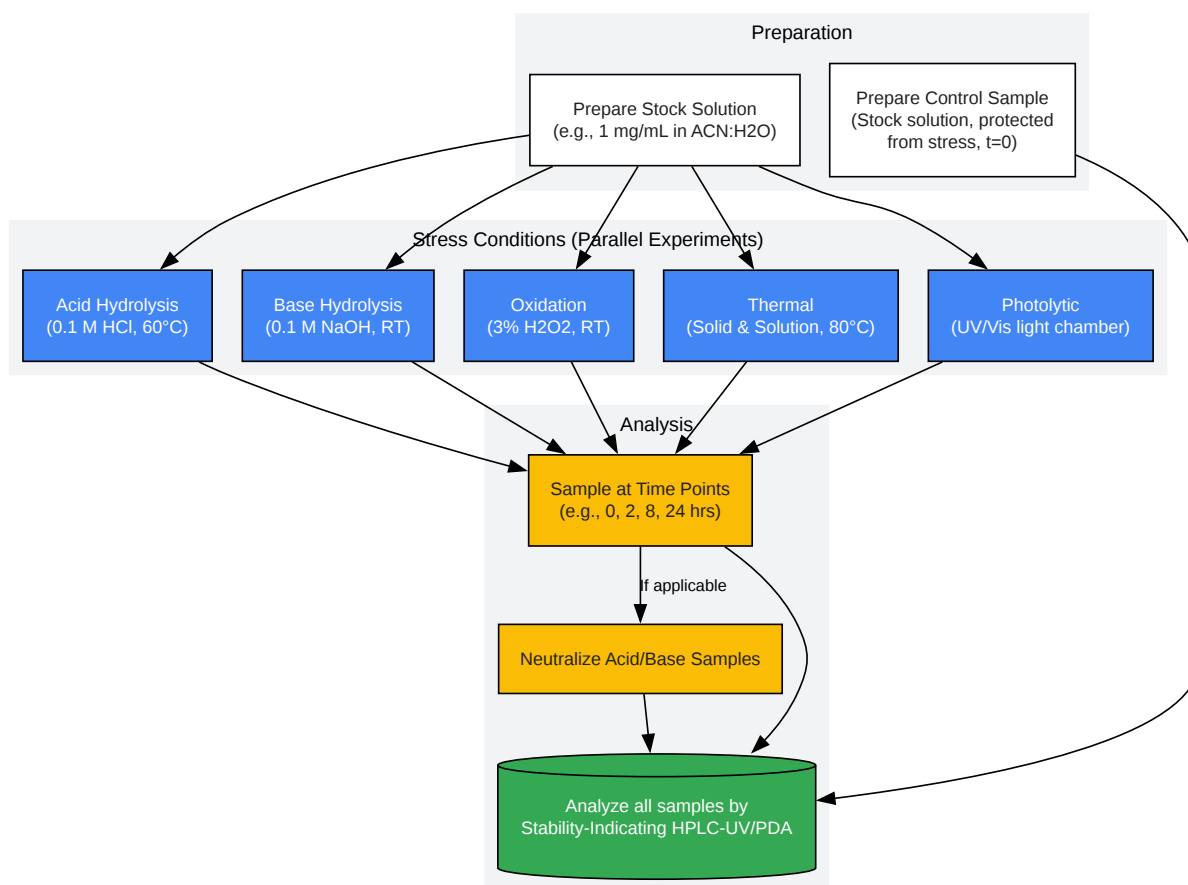 Preparation
Prepare Stock Solution
(e.g., 1 mg/mL in ACN:H2O)
Prepare Control Sample
(Stock solution, protected
from stress, t=0)
Stress Conditions (Parallel Experiments)
Acid Hydrolysis
(0.1 M HCl, 60°C)
Base Hydrolysis
(0.1 M NaOH, RT)
Oxidation
(3% H2O2, RT)
Thermal
(Solid & Solution, 80°C)
Photolytic
(UV/Vis light chamber)
Analysis
Sample at Time Points
(e.g., 0, 2, 8, 24 hrs)
If applicable
Neutralize Acid/Base Samples
Analyze all samples by
Stability-Indicating HPLC-UV/PDA